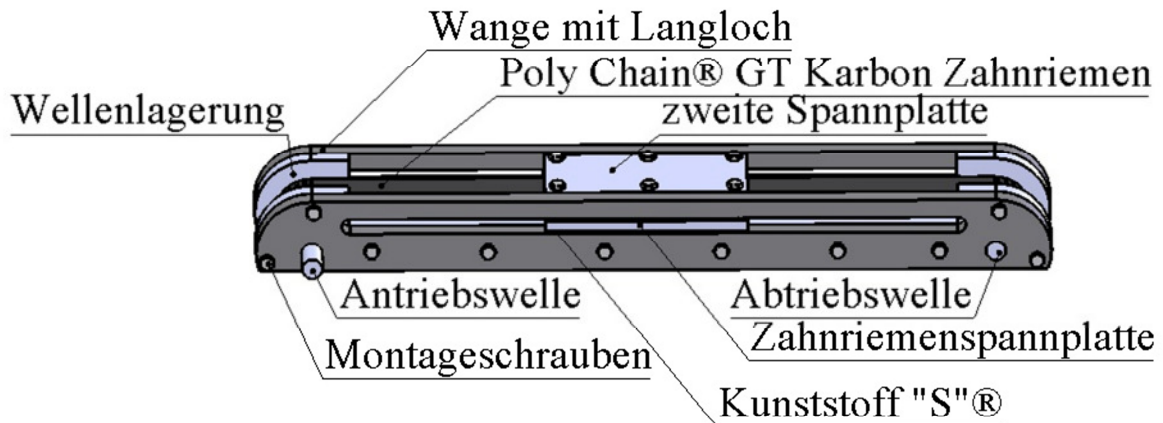 Wange mit Langloch
Poly Chain® GT Karbon Zahnriemen
Wellenlagerung
zweite Spannplatte
Antriebswelle
Abtriebswelle
Zahnriemenspannplatte
Montageschrauben
Kunststoff "S"®